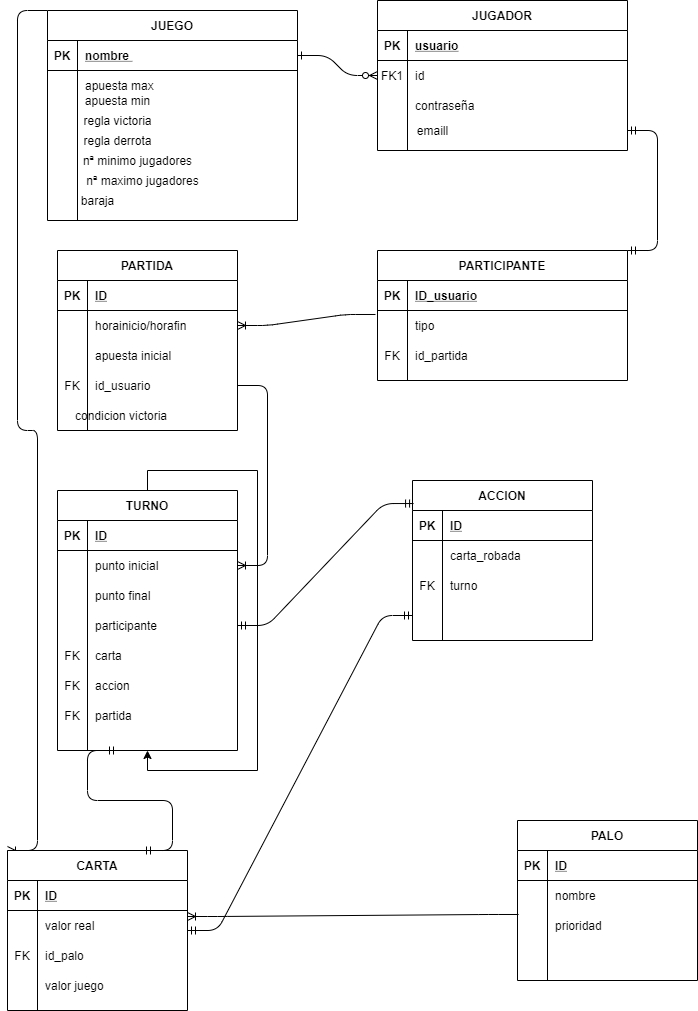 JUEGO
PK nombre
apuesta max
apuesta min
regla victoria
regla derrota
nª minimo jugadores
nª maximo jugadores
baraja
JUGADOR
PK usuario
FK1 id
contraseña
emaill
PARTIDA
PK ID
horainicio/horafin
apuesta inicial
FK id_usuario
condicion victoria
PARTICIPANTE
PK ID_usuario
tipo
FK id_partida
TURNO
PK ID
punto inicial
punto final
participante
FK carta
FK accion
FK partida
ACCION
PK ID
carta_robada
FK turno
CARTA
PK ID
valor real
FK id_palo
valor juego
PALO
PK ID
nombre
prioridad